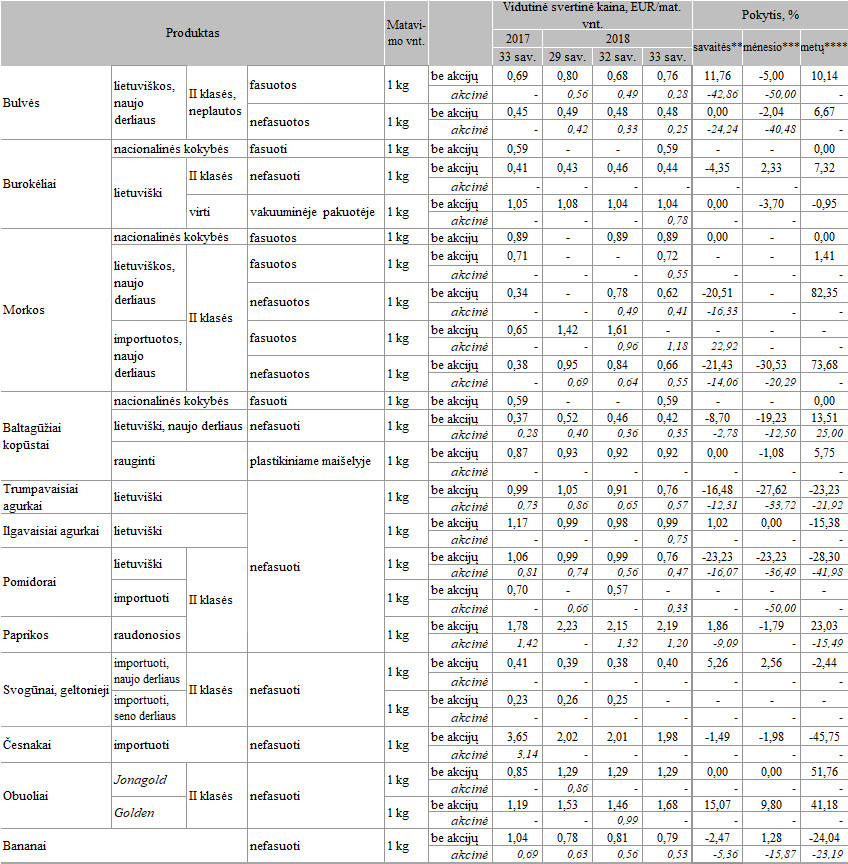 Produktas Matavi- Vidutinė svertinė kaina, EUR/mat. Pokytis, %
mo vnt. vnt.
2017 2018 savaitės** mėnesio*** metų****
33 sav. 29 sav. 32 sav. 33 sav.
Bulvės lietuviškos, naujo derliaus II klasės, neplautos fasuotos 1 kg be akcijų 0,69 0,80 0,68 0,76 11,76 -5,00 10,14
akcinė - 0,56 0,49 0,28 -42,86 -50,00 -
nefasuotos 1 kg be akcijų 0,45 0,49 0,48 0,48 0,00 -2,04 6,67
akcinė - 0,42 0,33 0,25 -24,24 -40,48 -
Burokėliai nacionalinės kokybės fasuoti 1 kg be akcijų 0,59 - - 0,59 - - 0,00
lietuviški II klasės nefasuoti 1 kg be akcijų 0,41 0,43 0,46 0,44 -4,35 2,33 7,32
akcinė - - - - - - -
virti vakuuminėje pakuotėje 1 kg be akcijų 1,05 1,08 1,04 1,04 0,00 -3,70 -0,95
akcinė - - - 0,78 - - -
Morkos nacionalinės kokybės fasuotos 1 kg be akcijų 0,89 - 0,89 0,89 0,00 - 0,00
lietuviškos, naujo derliaus II klasės fasuotos 1 kg be akcijų 0,71 - - 0,72 - - 1,41
akcinė - - - 0,55 - - -
nefasuotos 1 kg be akcijų 0,34 - 0,78 0,62 -20,51 - 82,35
akcinė - - 0,49 0,41 -16,33 - -
importuotos, naujo derliaus fasuotos 1 kg be akcijų 0,65 1,42 1,61 - - - -
akcinė - - 0,96 1,18 22,92 - -
nefasuotos 1 kg be akcijų 0,38 0,95 0,84 0,66 -21,43 -30,53 73,68
akcinė - 0,69 0,64 0,55 -14,06 -20,29 -
Baltagūžiai kopūstai nacionalinės kokybės fasuoti 1 kg be akcijų 0,59 - - 0,59 - - 0,00
lietuviški, naujo derliaus nefasuoti 1 kg be akcijų 0,37 0,52 0,46 0,42 -8,70 -19,23 13,51
akcinė 0,28 0,40 0,36 0,35 -2,78 -12,50 25,00
rauginti plastikiniame maišelyje 1 kg be akcijų 0,87 0,93 0,92 0,92 0,00 -1,08 5,75
akcinė - - - - - - -
Trumpavaisiai agurkai lietuviški nefasuoti 1 kg be akcijų 0,99 1,05 0,91 0,76 -16,48 -27,62 -23,23
akcinė 0,73 0,86 0,65 0,57 -12,31 -33,72 -21,92
Ilgavaisiai agurkai lietuviški 1 kg be akcijų 1,17 0,99 0,98 0,99 1,02 0,00 -15,38
akcinė - - - 0,75 - - -
Pomidorai lietuviški II klasės 1 kg be akcijų 1,06 0,99 0,99 0,76 -23,23 -23,23 -28,30
akcinė 0,81 0,74 0,56 0,47 -16,07 -36,49 -41,98
importuoti 1 kg be akcijų 0,70 - 0,57 - - - -
akcinė - 0,66 - 0,33 - -50,00 -
Paprikos raudonosios 1 kg be akcijų 1,78 2,23 2,15 2,19 1,86 -1,79 23,03
akcinė 1,42 - 1,32 1,20 -9,09 - -15,49
Svogūnai, geltonieji importuoti, naujo derliaus II klasės nefasuoti 1 kg be akcijų 0,41 0,39 0,38 0,40 5,26 2,56 -2,44
akcinė - - - - - - -
importuoti, seno derliaus 1 kg be akcijų 0,23 0,26 0,25 - - - -
akcinė - - - - - - -
Česnakai importuoti nefasuoti 1 kg be akcijų 3,65 2,02 2,01 1,98 -1,49 -1,98 -45,75
akcinė 3,14 - - - - - -
Obuoliai Jonagold II klasės nefasuoti 1 kg be akcijų 0,85 1,29 1,29 1,29 0,00 0,00 51,76
akcinė - 0,86 - - - - -
Golden 1 kg be akcijų 1,19 1,53 1,46 1,68 15,07 9,80 41,18
akcinė - - 0,99 - - - -
Bananai nefasuoti 1 kg be akcijų 1,04 0,78 0,81 0,79 -2,47 1,28 -24,04
akcinė 0,69 0,63 0,56 0,53 -5,36 -15,87 -23,19